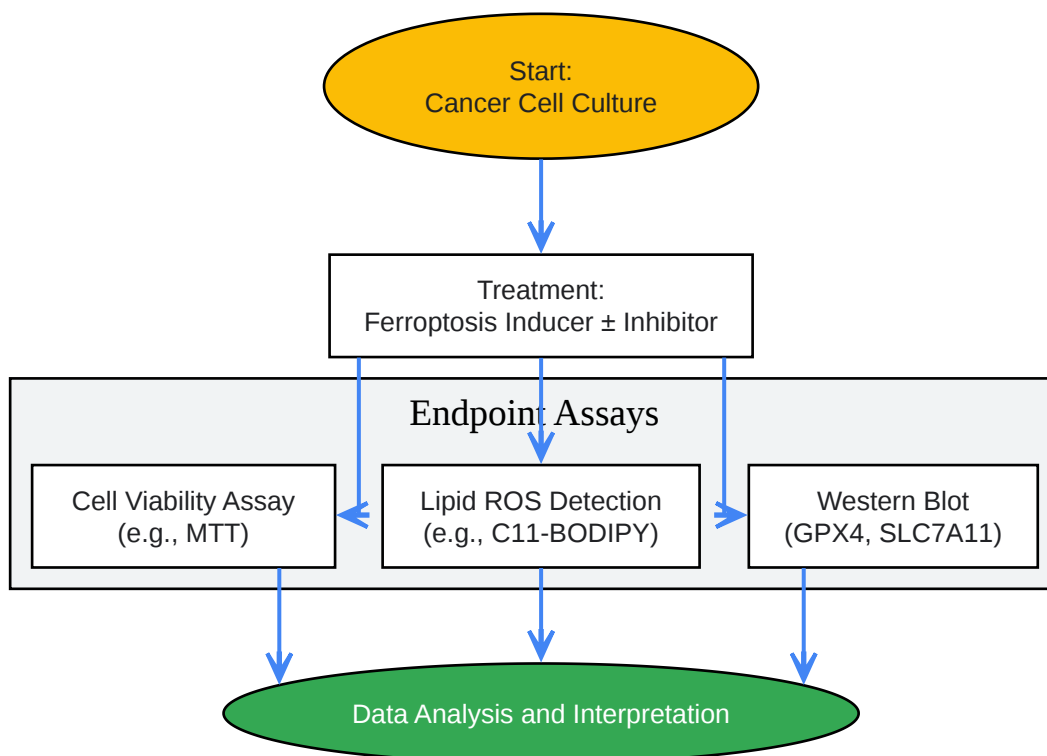 Start:
Cancer Cell Culture
Treatment:
Ferroptosis Inducer ± Inhibitor
Endpoint Assays
Cell Viability Assay
(e.g., MTT)
Lipid ROS Detection
(e.g., C11-BODIPY)
Western Blot
(GPX4, SLC7A11)
Data Analysis and Interpretation